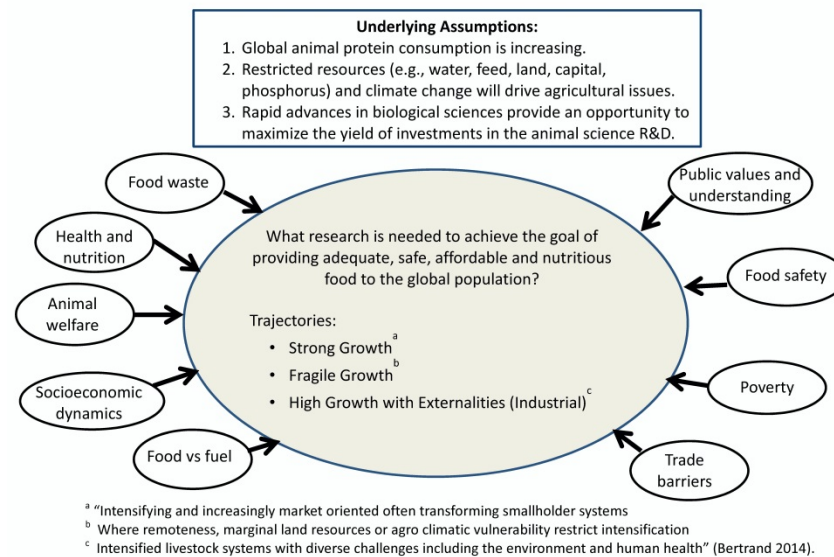 Underlying Assumptions:
1. Global animal protein consumption is increasing.
2. Restricted resources (e.g., water, feed, land, capital,
phosphorus) and climate change will drive agricultural issues.
3. Rapid advances in biological sciences provide an opportunity to
maximize the yield of investments in the animal science R&D.
Food waste
Health and
nutrition
Animal
welfare
Socioeconomic
dynamics
Food vs fuel
What research is needed to achieve the goal of
providing adequate, safe, affordable and nutritious
food to the global population?
Trajectories:
• Strong Growth a
• Fragile Growth b
• High Growth with Externalities (Industrial) c
Public values and
understanding
Food safety
Poverty
Trade
barriers
a “Intensifying and increasingly market oriented often transforming smallholder systems
b Where remoteness, marginal land resources or agro climatic vulnerability restrict intensification
c Intensified livestock systems with diverse challenges including the environment and human health” (Bertrand 2014).